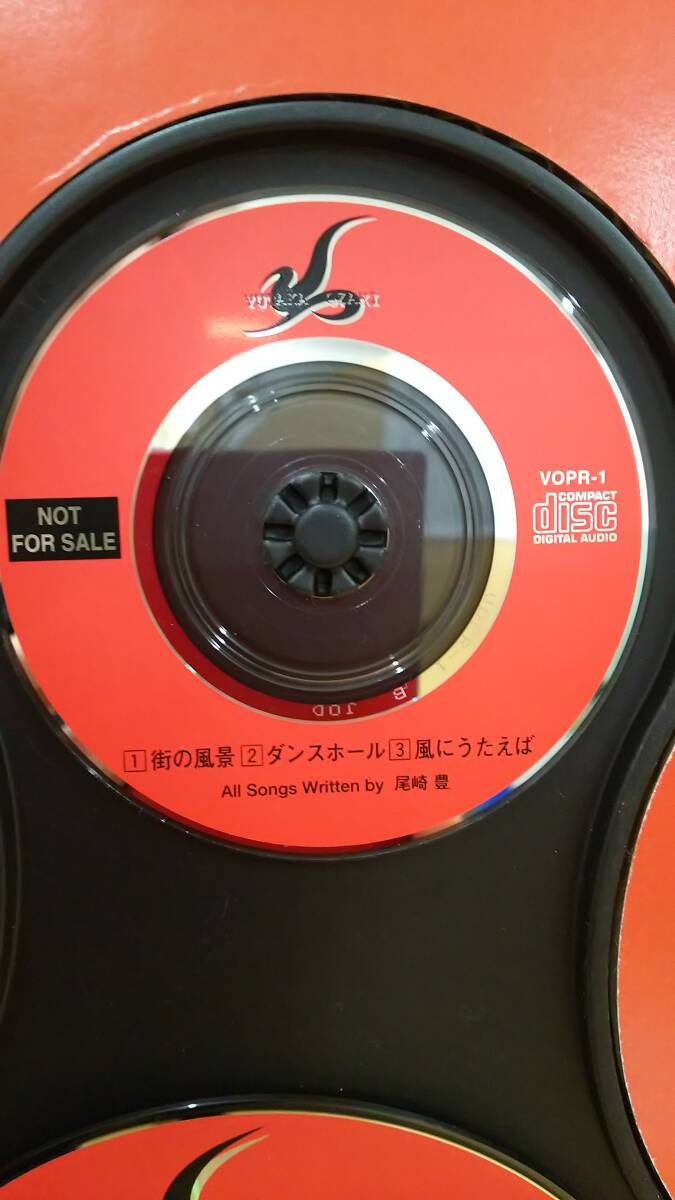 YUTAKA OZAKI
VOPR-1
COMPACT
disc
DIGITAL AUDIO
NOT
FOR SALE
1 街の風景 2 ダンスホール 3 風にうたえば
All Songs Written by 尾崎 豊